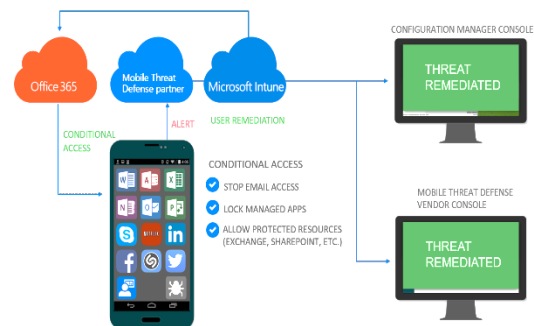 CONFIGURATION MANAGER CONSOLE
Office 365
Mobile Threat
Defense partner
Microsoft Intune
THREAT
REMEDIATED
CONDITIONAL
ACCESS
ALERT
USER REMEDIATION
CONDITIONAL ACCESS
STOP EMAIL ACCESS
LOCK MANAGED APPS
ALLOW PROTECTED RESOURCES
(EXCHANGE, SHAREPOINT, ETC.)
MOBILE THREAT DEFENSE
VENDOR CONSOLE
THREAT
REMEDIATED